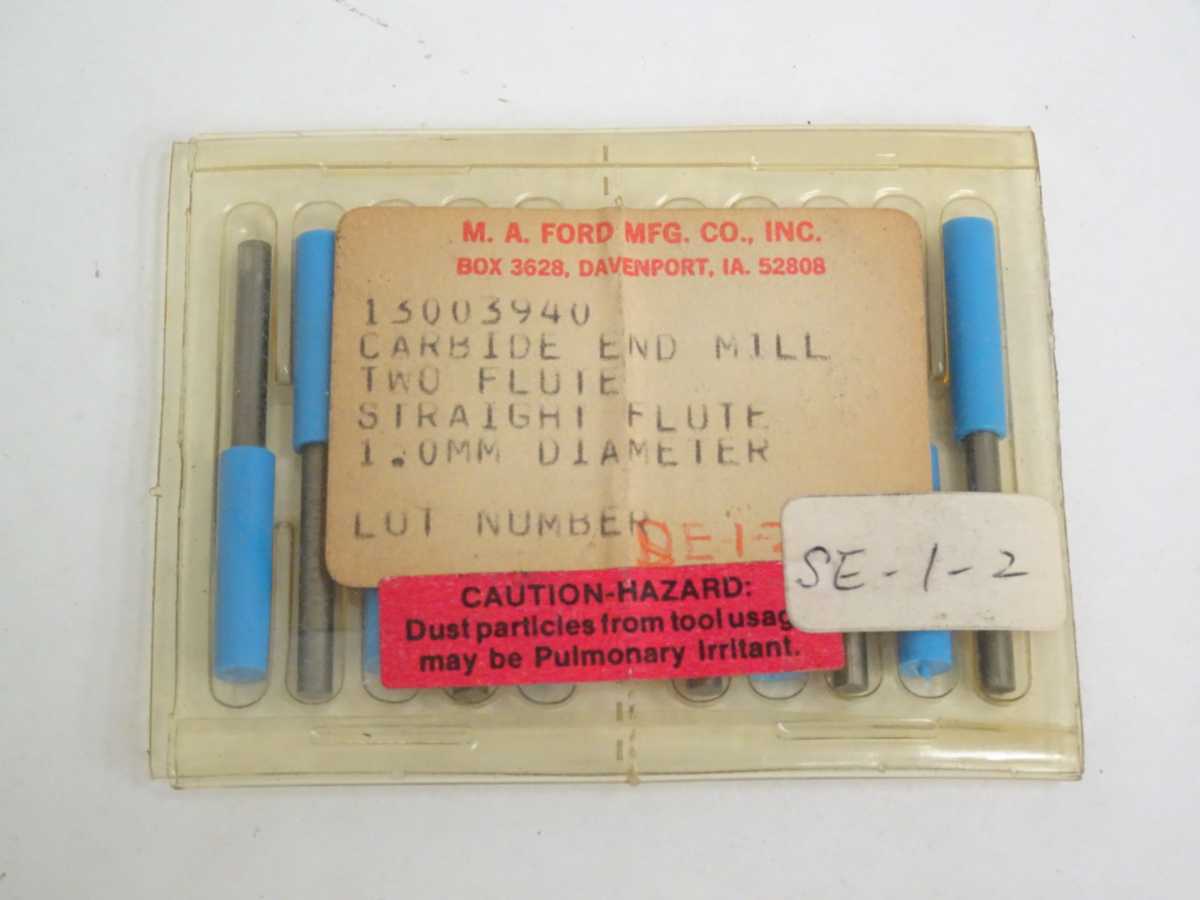 M. A. FORD MFG. CO., INC.
BOX 3628, DAVENPORT, IA. 52808
13003940
CARBIDE END MILL
TWO FLUTE
STRAIGHT FLUTE
1.0MM DIAMETER
LOT NUMBER
CAUTION-HAZARD:
Dust particles from tool usag
may be Pulmonary Irritant.
SE-1-2